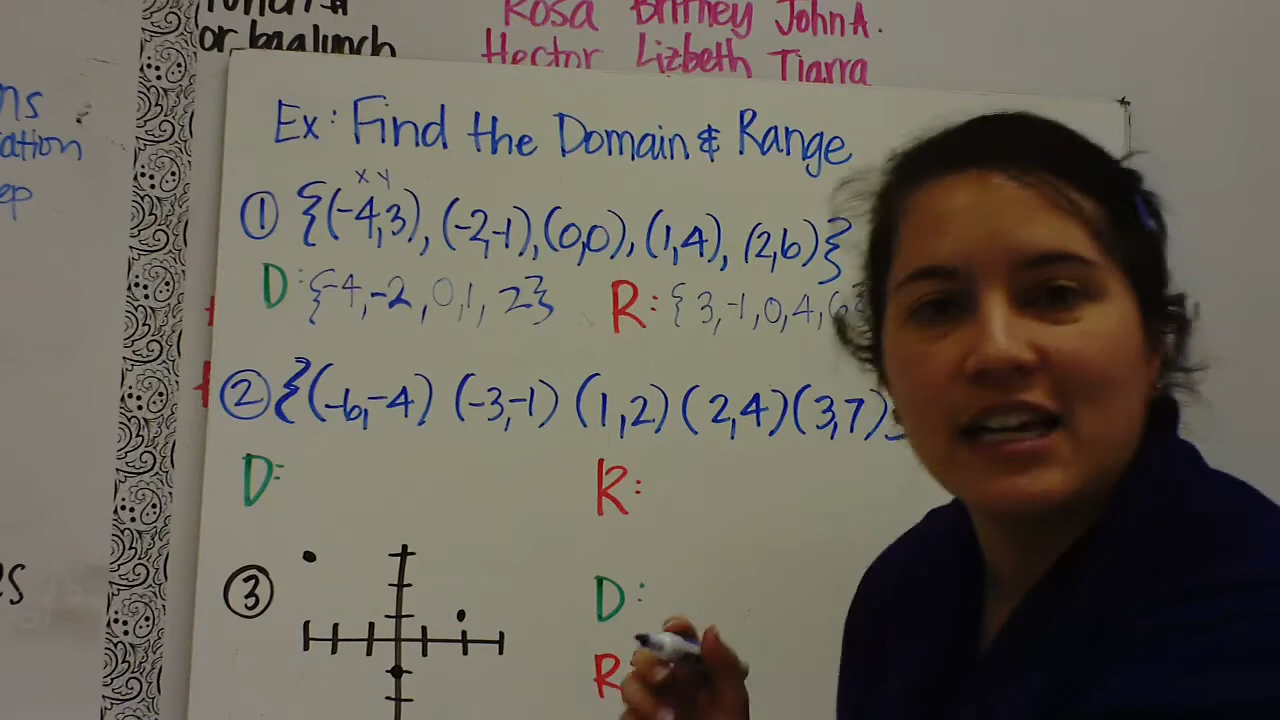 or
Rosa Britney John A.
Hector Lizbeth Tiarra
ns
ation
ep
Ex: Find the Domain & Range
x y
① {(-4,3), (-2,-1), (0,0), (1,4), (2,6)}
D: {-4, -2, 0, 1, 2} R: {3, -1, 0, 4, 6}
② {(-6,-4) (-3,-1) (1,2) (2,4) (3,7)}
D: R:
③ D:
R:
s